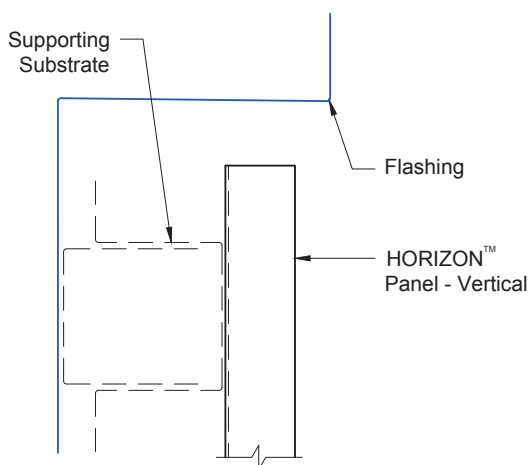 Supporting
Substrate
Flashing
HORIZON™
Panel - Vertical